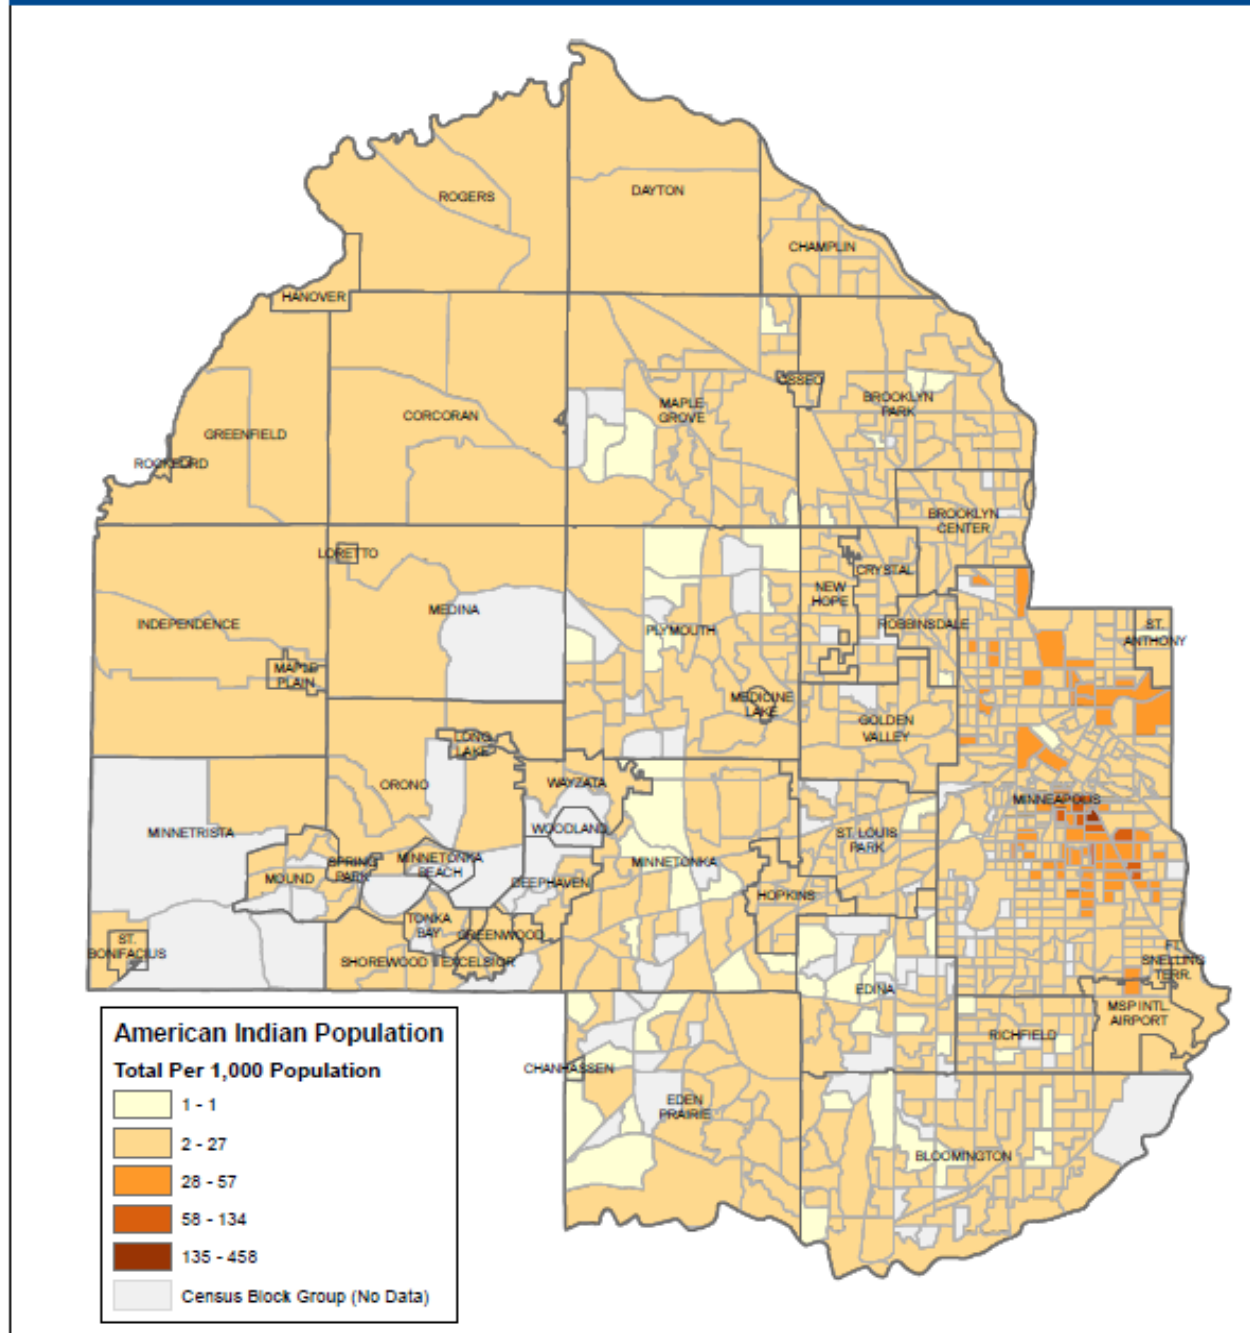 ROGERS
DAYTON
CHAMPLIN
HANOVER
OSSEO
MAPLE
GROVE
BROOKLYN
PARK
CORCORAN
GREENFIELD
ROCKFORD
BROOKLYN
CENTER
LORETTO
CRYSTAL
NEW
HOPE
MEDINA
INDEPENDENCE
PLYMOUTH
ROBBINSDALE
ST.
ANTHONY
MAPLE
PLAIN
MEDICINE
LAKE
GOLDEN
VALLEY
LONG
LAKE
ORONO
WAYZATA
MINNEAPOLIS
MINNETRISTA
WOODLAND
ST. LOUIS
PARK
SPRING
PARK
MINNETONKA
BEACH
MINNETONKA
MOUND
DEEPHAVEN
HOPKINS
TONKA
BAY
GREENWOOD
ST.
BONIFACIUS
SHOREWOOD
EXCELSIOR
FT.
SNELLING
TERR.
EDINA
MSP INTL.
AIRPORT
RICHFIELD
CHANHASSEN
EDEN
PRAIRIE
BLOOMINGTON
American Indian Population
Total Per 1,000 Population
1 - 1
2 - 27
28 - 57
58 - 134
135 - 458
Census Block Group (No Data)